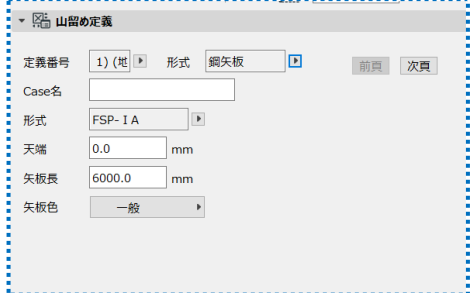 山留め定義
定義番号 1) (地 形式 鋼矢板 前頁 次頁
Case名
形式 FSP-ⅠA
天端 0.0 mm
矢板長 6000.0 mm
矢板色 一般